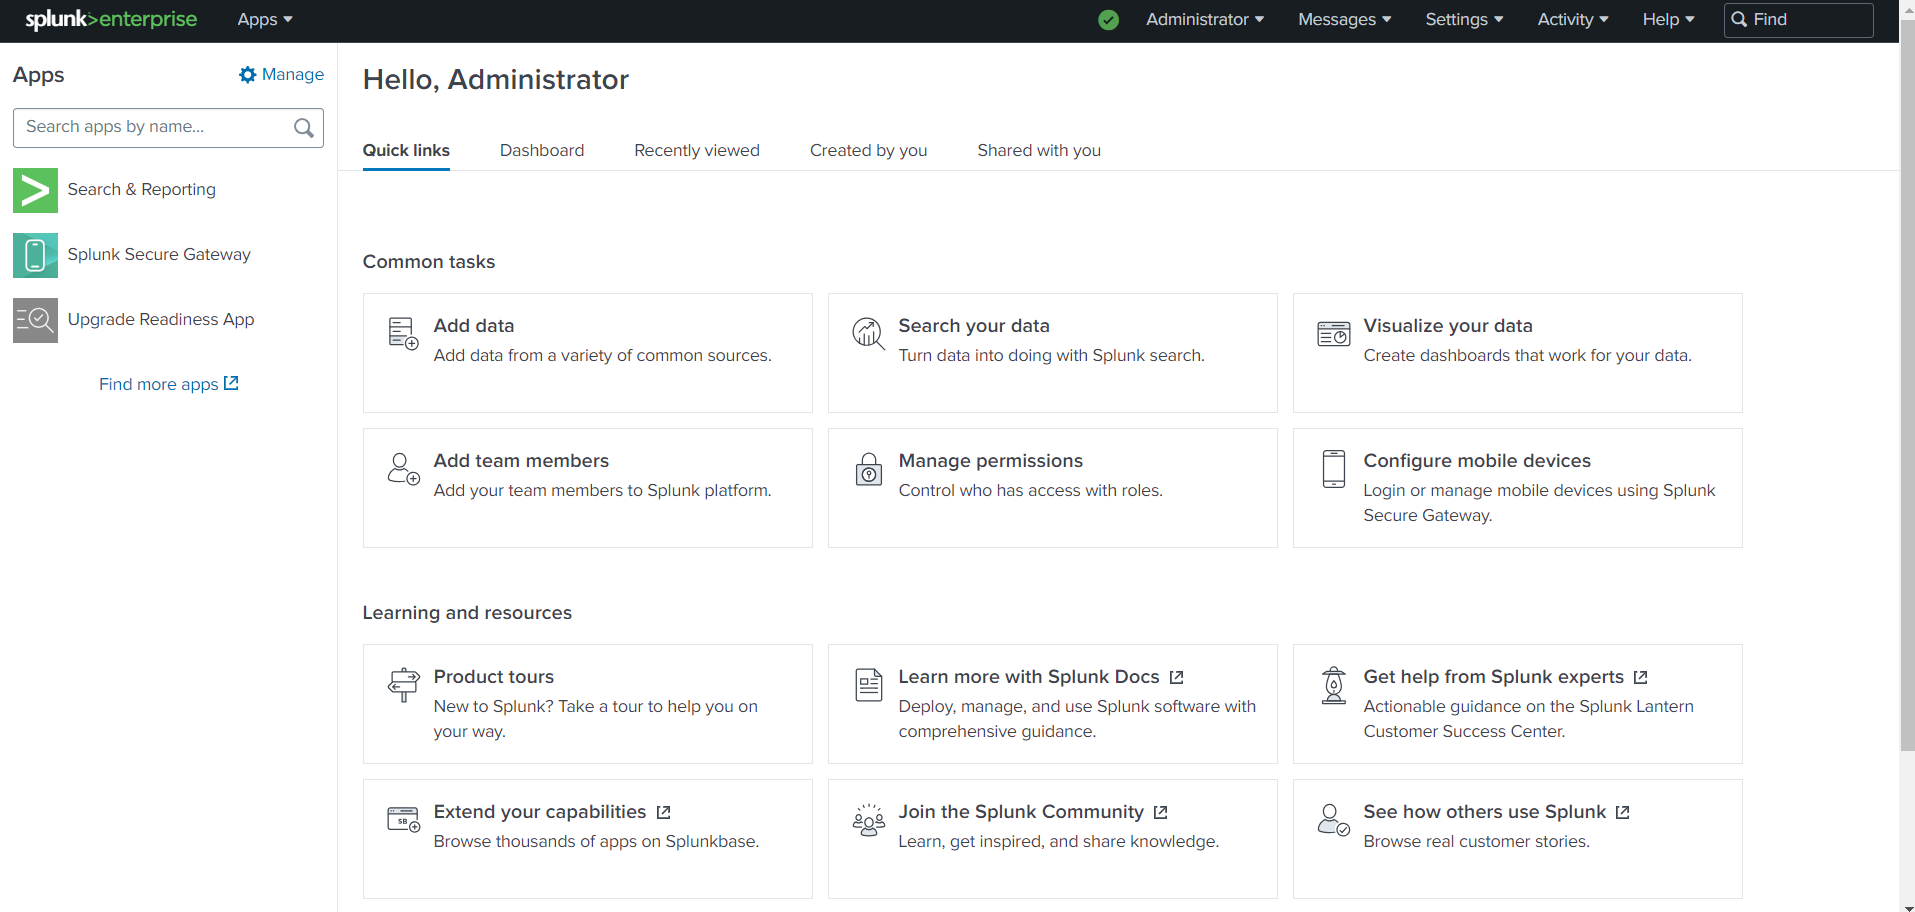 splunk>enterprise Apps Administrator Messages Settings Activity Help Find
Apps Manage
Search apps by name...
Search & Reporting
Splunk Secure Gateway
Upgrade Readiness App
Find more apps
Hello, Administrator
Quick links Dashboard Recently viewed Created by you Shared with you
Common tasks
Add data
Add data from a variety of common sources.
Search your data
Turn data into doing with Splunk search.
Visualize your data
Create dashboards that work for your data.
Add team members
Add your team members to Splunk platform.
Manage permissions
Control who has access with roles.
Configure mobile devices
Login or manage mobile devices using Splunk
Secure Gateway.
Learning and resources
Product tours
New to Splunk? Take a tour to help you on
your way.
Learn more with Splunk Docs
Deploy, manage, and use Splunk software with
comprehensive guidance.
Get help from Splunk experts
Actionable guidance on the Splunk Lantern
Customer Success Center.
SB
Extend your capabilities
Browse thousands of apps on Splunkbase.
Join the Splunk Community
Learn, get inspired, and share knowledge.
See how others use Splunk
Browse real customer stories.